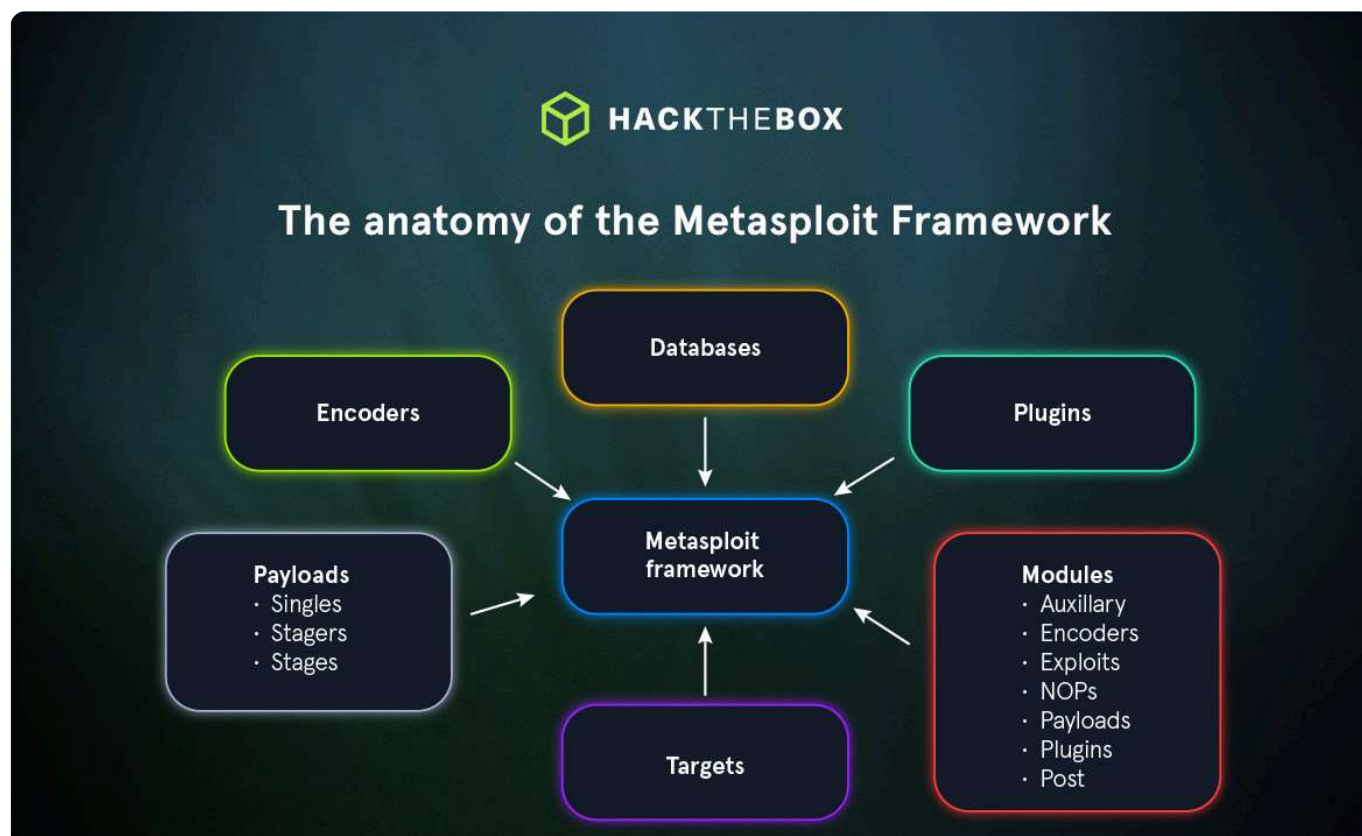 HACKTHEBOX
The anatomy of the Metasploit Framework
Databases
Encoders
Plugins
Metasploit
framework
Payloads
· Singles
· Stagers
· Stages
Modules
· Auxillary
· Encoders
· Exploits
· NOPs
· Payloads
· Plugins
· Post
Targets